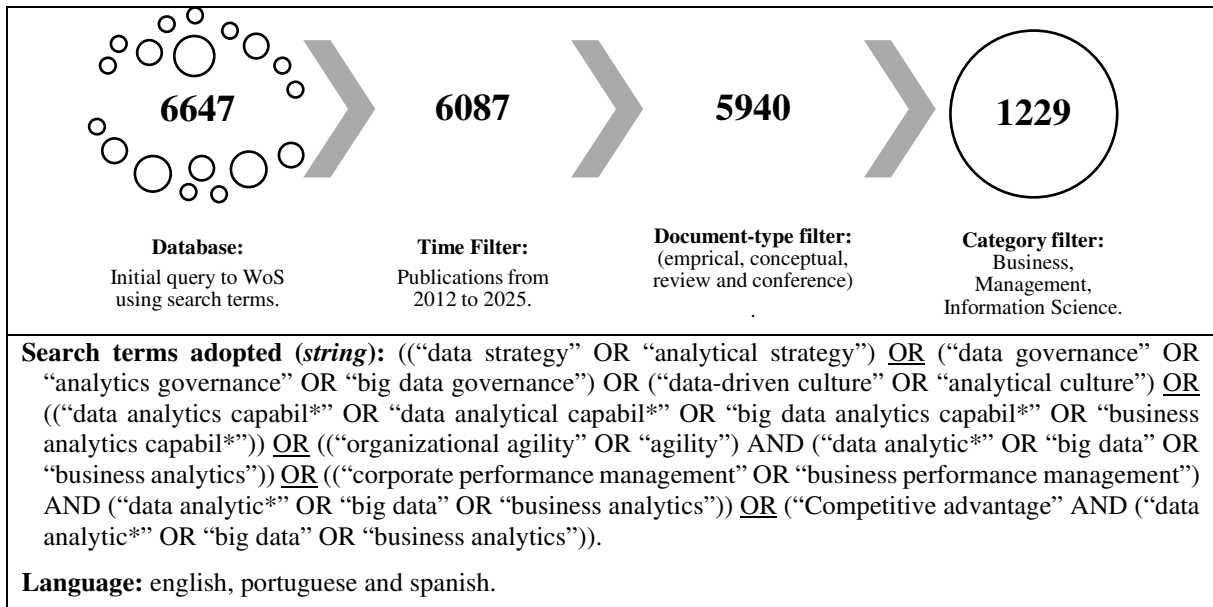 6647 6087 5940 1229
Database:
Initial query to WoS
using search terms.
Time Filter:
Publications from
2012 to 2025.
Document-type filter:
(emprical, conceptual,
review and conference)
.
Category filter:
Business,
Management,
Information Science.
Search terms adopted (string): ((“data strategy” OR “analytical strategy”) OR (“data governance” OR
“analytics governance” OR “big data governance”) OR (“data-driven culture” OR “analytical culture”) OR
((“data analytics capabil*” OR “data analytical capabil*” OR “big data analytics capabil*” OR “business
analytics capabil*”)) OR ((“organizational agility” OR “agility”) AND (“data analytic*” OR “big data” OR
“business analytics”)) OR ((“corporate performance management” OR “business performance management”)
AND (“data analytic*” OR “big data” OR “business analytics”)) OR (“Competitive advantage” AND (“data
analytic*” OR “big data” OR “business analytics”)).
Language: english, portuguese and spanish.